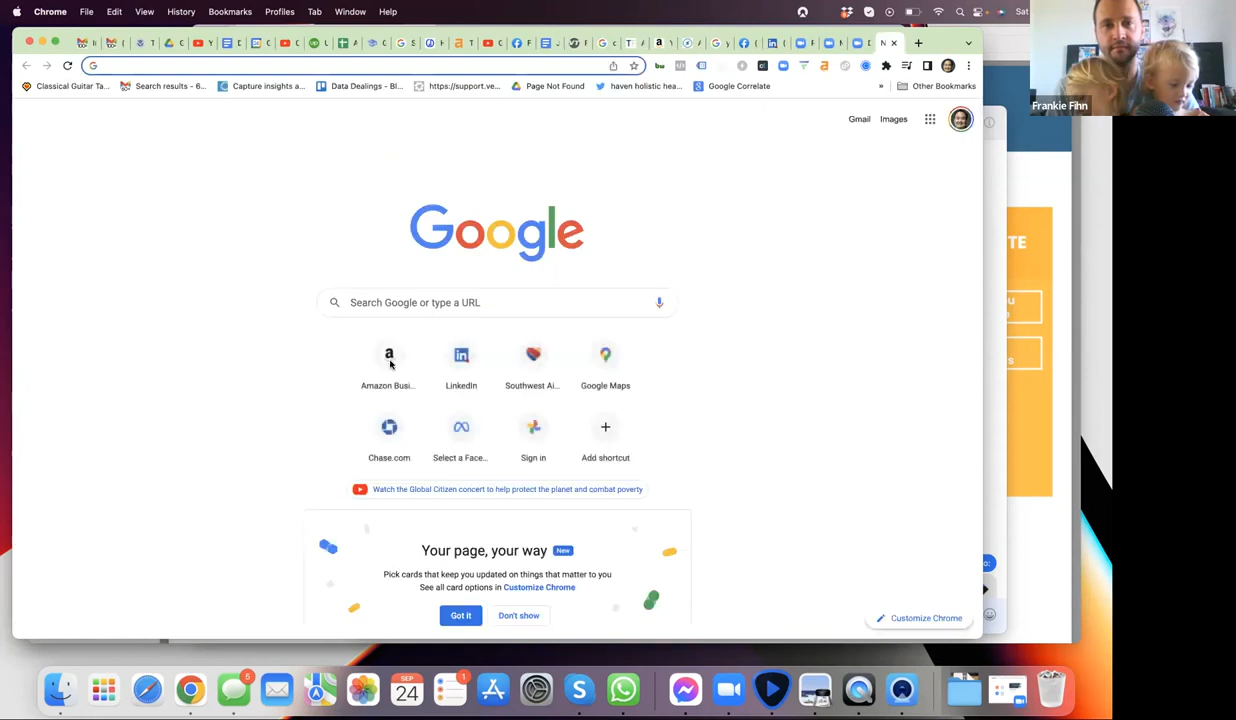 Chrome File Edit View History Bookmarks Profiles Tab Window Help Sat
Classical Guitar Ta... Search results - 6... Capture insights a... Data Dealings - Bl... https://support.ve... Page Not Found haven holistic hea... Google Correlate » Other Bookmarks
Frankie Fihn
Gmail Images
Google
Search Google or type a URL
Amazon Busi... LinkedIn Southwest Ai... Google Maps
Chase.com Select a Face... Sign in Add shortcut
Watch the Global Citizen concert to help protect the planet and combat poverty
Your page, your way New
Pick cards that keep you updated on things that matter to you
See all card options in Customize Chrome
Got it Don't show
Customize Chrome
TE
SEP
24
5
1